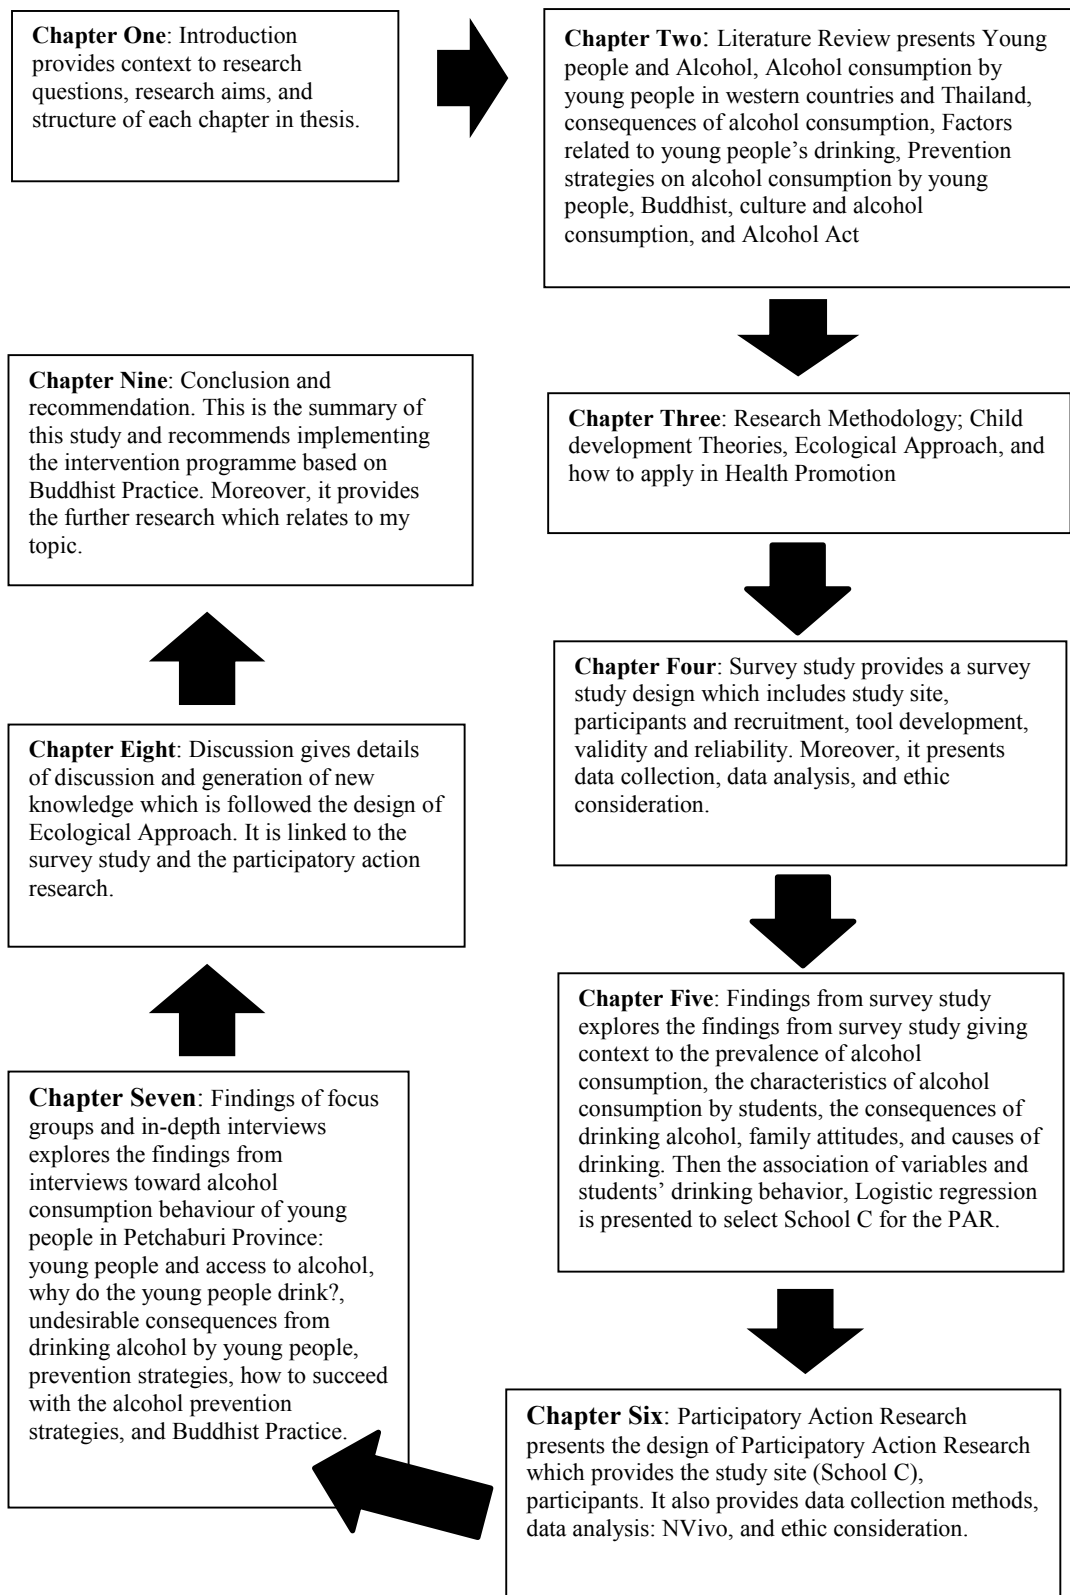 Chapter One: Introduction
provides context to research
questions, research aims, and
structure of each chapter in thesis.
Chapter Two: Literature Review presents Young
people and Alcohol, Alcohol consumption by
young people in western countries and Thailand,
consequences of alcohol consumption, Factors
related to young people’s drinking, Prevention
strategies on alcohol consumption by young
people, Buddhist, culture and alcohol
consumption, and Alcohol Act
Chapter Three: Research Methodology; Child
development Theories, Ecological Approach, and
how to apply in Health Promotion
Chapter Four: Survey study provides a survey
study design which includes study site,
participants and recruitment, tool development,
validity and reliability. Moreover, it presents
data collection, data analysis, and ethic
consideration.
Chapter Five: Findings from survey study
explores the findings from survey study giving
context to the prevalence of alcohol
consumption, the characteristics of alcohol
consumption by students, the consequences of
drinking alcohol, family attitudes, and causes of
drinking. Then the association of variables and
students’ drinking behavior, Logistic regression
is presented to select School C for the PAR.
Chapter Six: Participatory Action Research
presents the design of Participatory Action Research
which provides the study site (School C),
participants. It also provides data collection methods,
data analysis: NVivo, and ethic consideration.
Chapter Seven: Findings of focus
groups and in-depth interviews
explores the findings from
interviews toward alcohol
consumption behaviour of young
people in Petchaburi Province:
young people and access to alcohol,
why do the young people drink?,
undesirable consequences from
drinking alcohol by young people,
prevention strategies, how to succeed
with the alcohol prevention
strategies, and Buddhist Practice.
Chapter Eight: Discussion gives details
of discussion and generation of new
knowledge which is followed the design of
Ecological Approach. It is linked to the
survey study and the participatory action
research.
Chapter Nine: Conclusion and
recommendation. This is the summary of
this study and recommends implementing
the intervention programme based on
Buddhist Practice. Moreover, it provides
the further research which relates to my
topic.